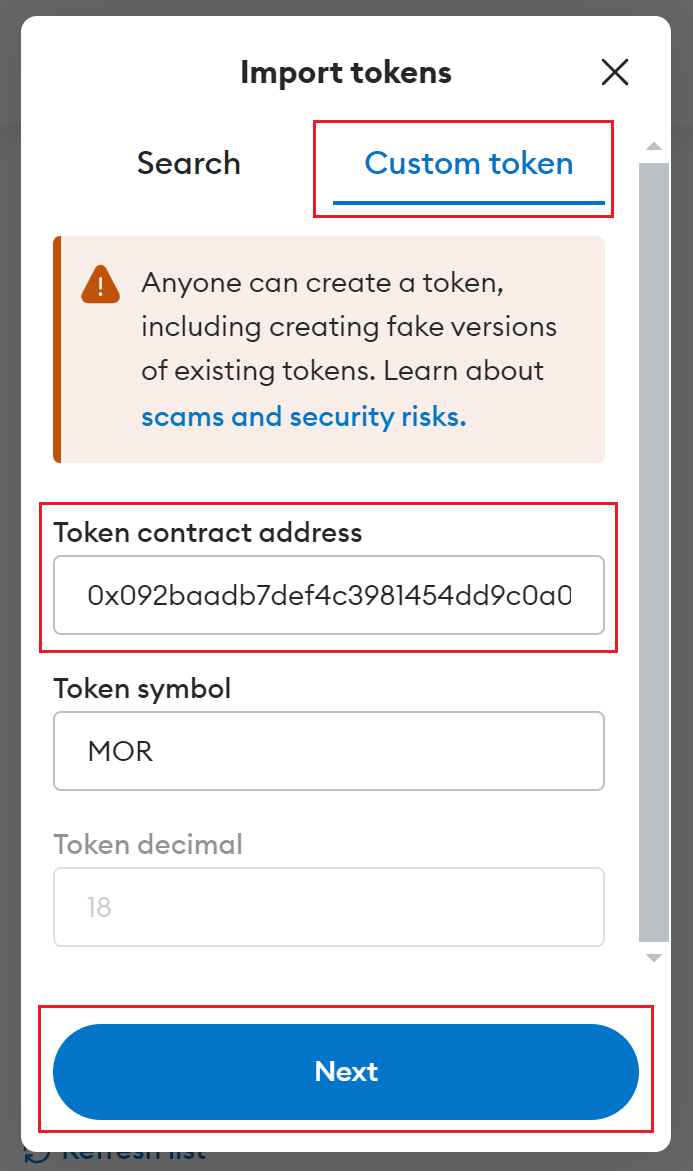 Import tokens
Search
Custom token
Anyone can create a token,
including creating fake versions
of existing tokens. Learn about
scams and security risks.
Token contract address
0x092baadb7def4c3981454dd9c0a0
Token symbol
MOR
Token decimal
18
Next
Refresh list